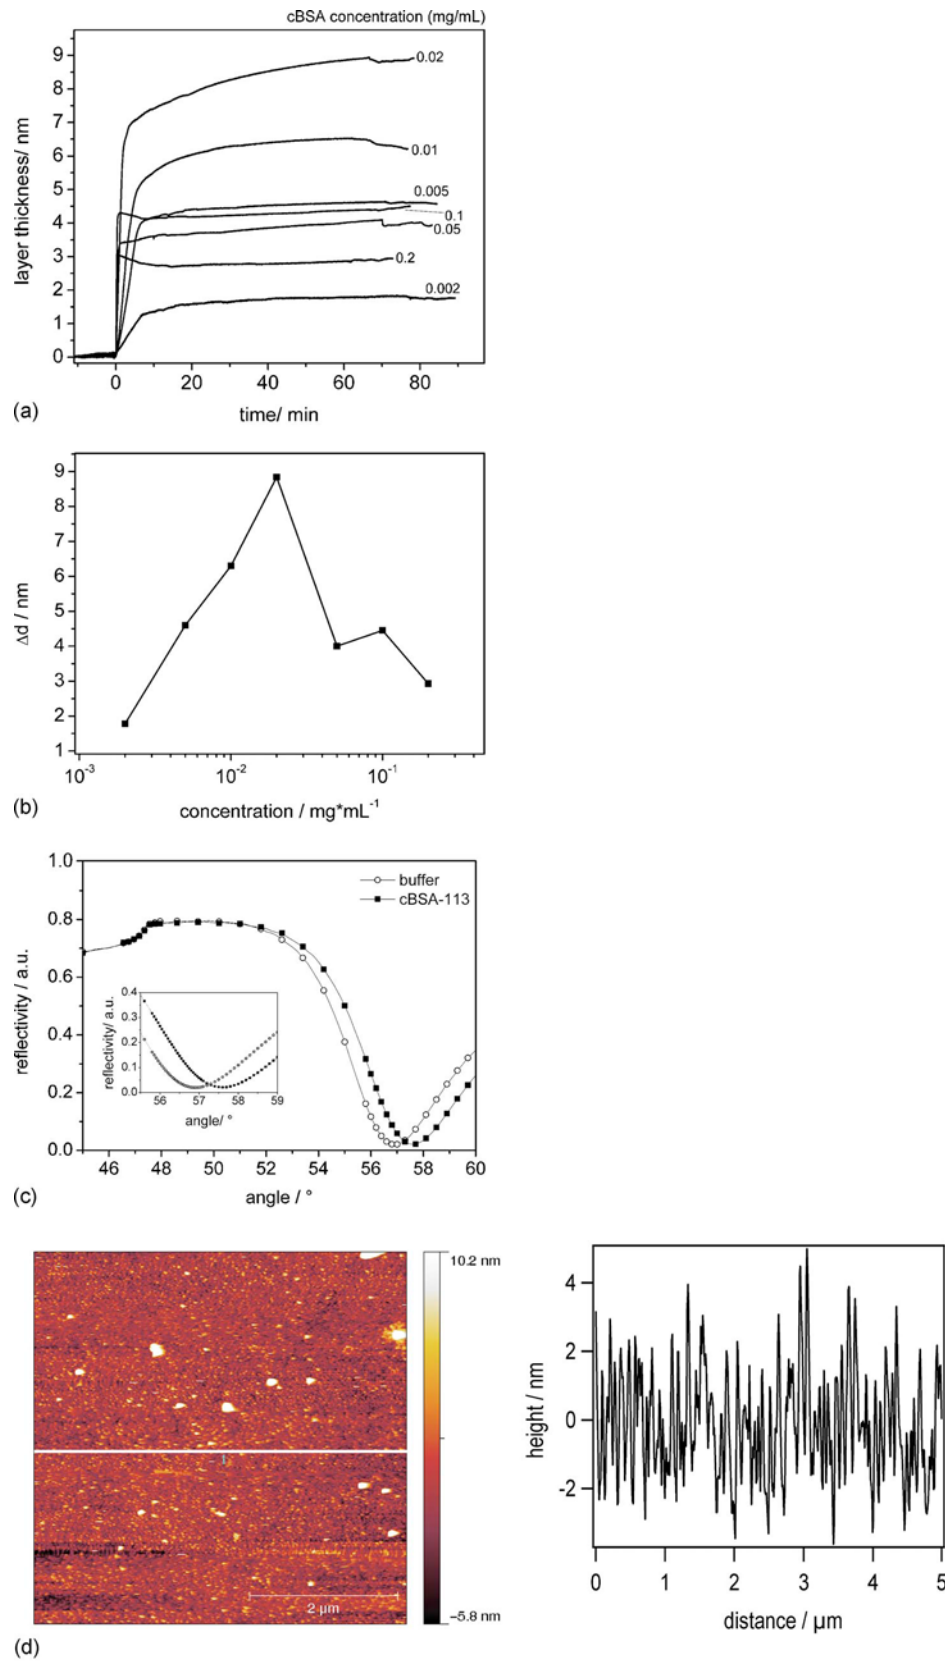 cBSA concentration (mg/mL)
9
8
7
6
5
4
3
2
1
0
layer thickness/ nm
0.02
0.01
0.005
0.1
0.05
0.2
0.002
0 20 40 60 80
time/ min
(a)
9
8
7
6
5
4
3
2
1
Δd / nm
10-3 10-2 10-1
concentration / mg*mL-1
(b)
1.0
0.8
0.6
0.4
0.2
0.0
reflectivity / a.u.
buffer
cBSA-113
0.4
0.3
0.2
0.1
0.0
reflectivity/ a.u.
56 57 58 59
angle/ °
46 48 50 52 54 56 58 60
angle / °
(c)
10.2 nm
2 µm
−5.8 nm
(d)
4
2
0
-2
height / nm
0 1 2 3 4 5
distance / µm